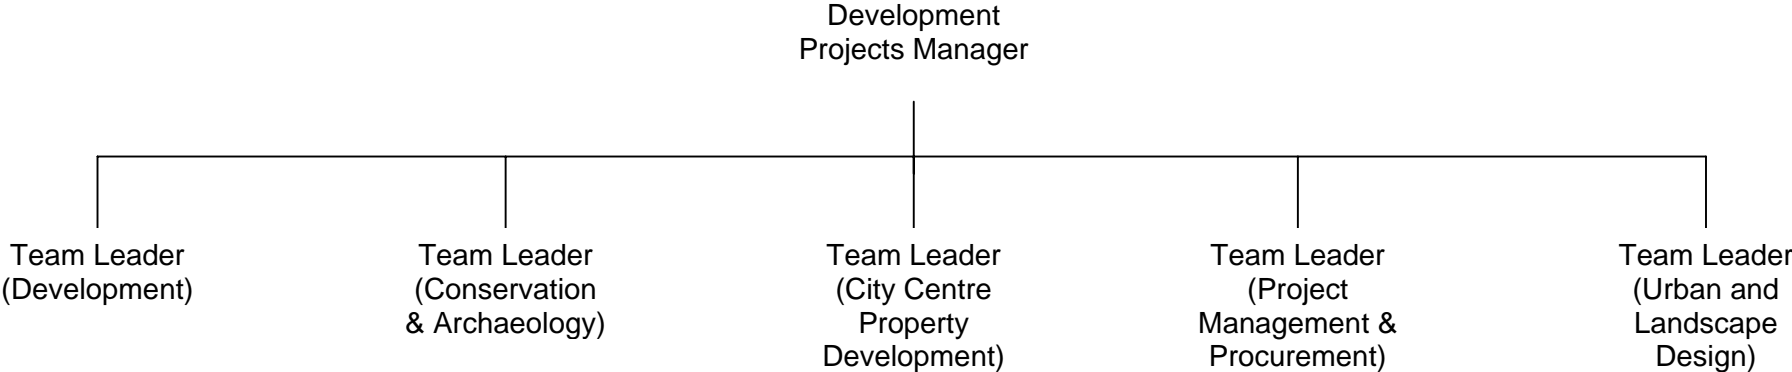 Development
Projects Manager
Team Leader
(Development)
Team Leader
(Conservation
& Archaeology)
Team Leader
(City Centre
Property
Development)
Team Leader
(Project
Management &
Procurement)
Team Leader
(Urban and
Landscape
Design)